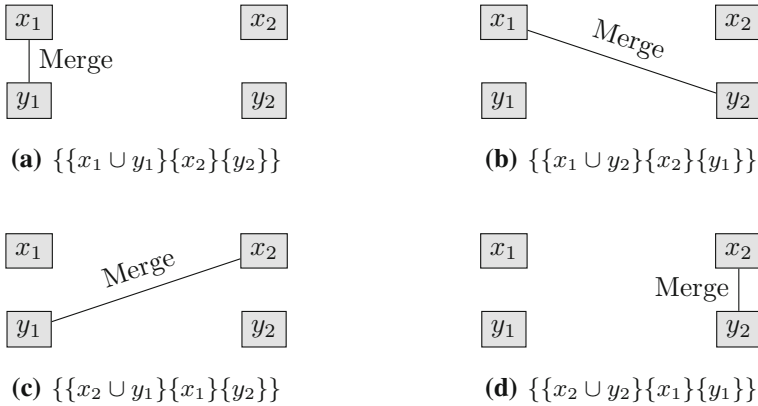 x₁ x₂
Merge
y₁ y₂
(a) {{x₁ ∪ y₁}{x₂}{y₂}}
x₁ x₂
Merge
y₁ y₂
(b) {{x₁ ∪ y₂}{x₂}{y₁}}
x₁ x₂
Merge
y₁ y₂
(c) {{x₂ ∪ y₁}{x₁}{y₂}}
x₁ x₂
Merge
y₁ y₂
(d) {{x₂ ∪ y₂}{x₁}{y₁}}